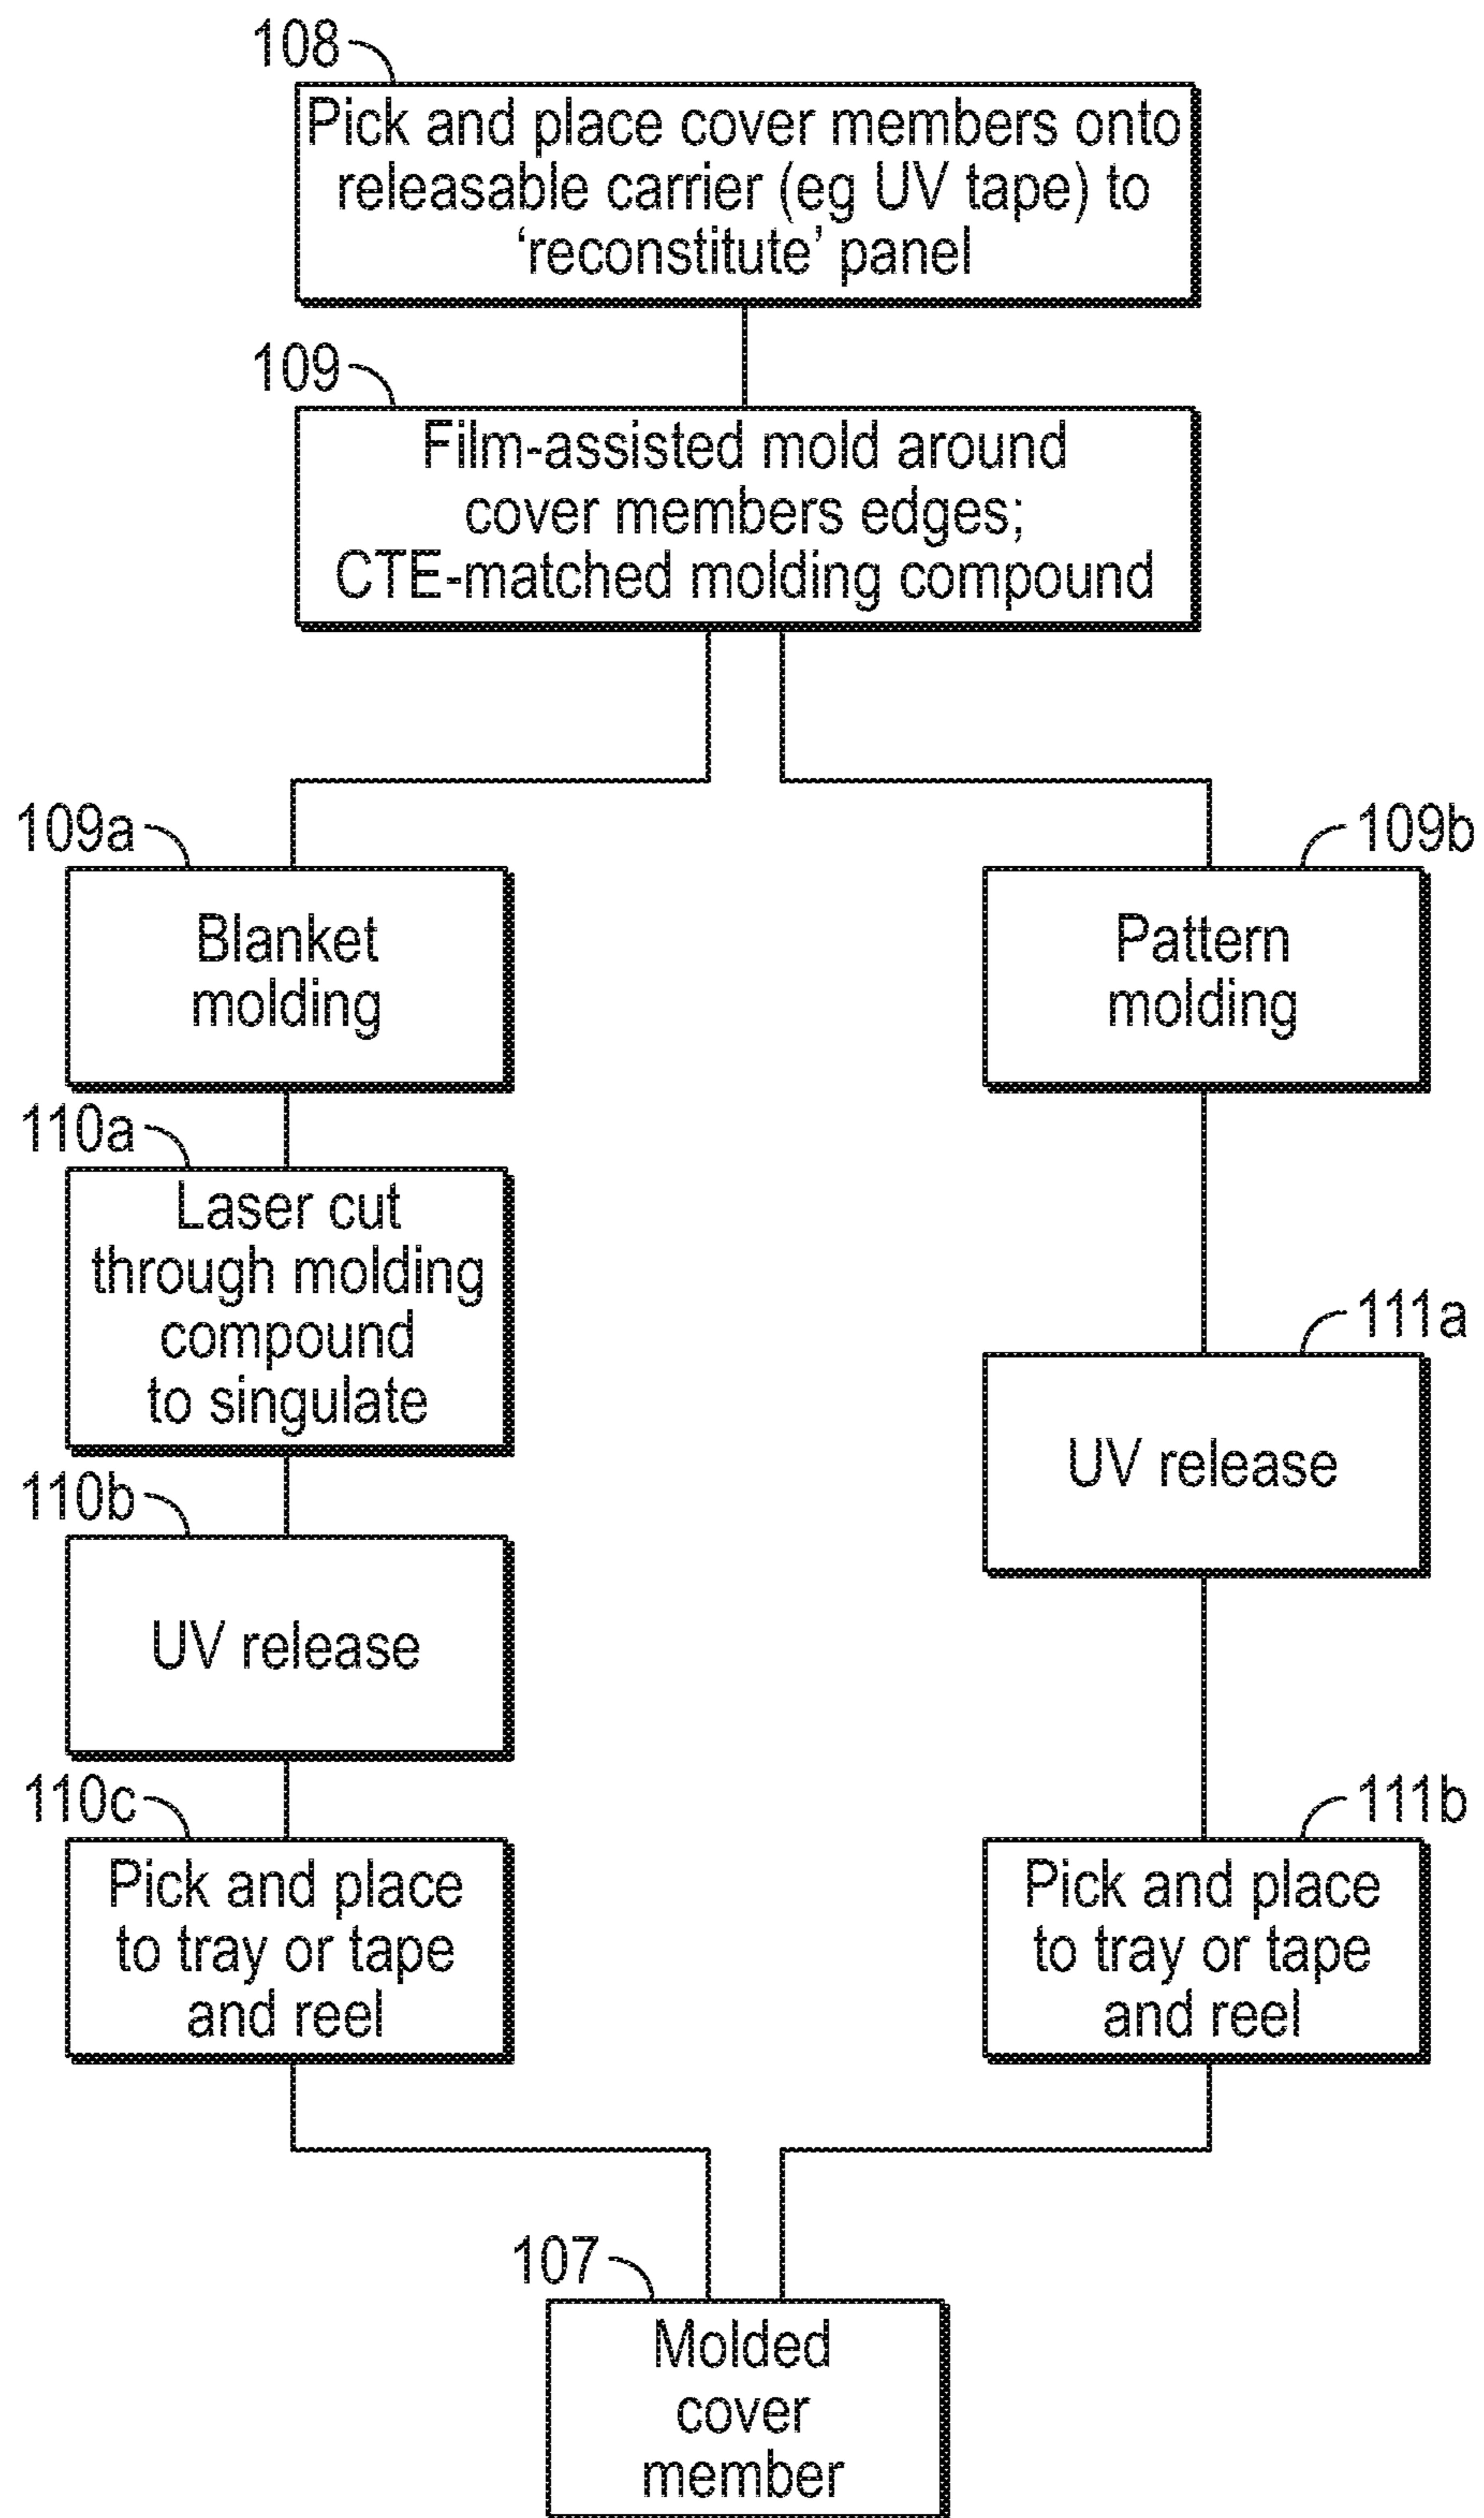 108
Pick and place cover members onto
releasable carrier (eg UV tape) to
‘reconstitute’ panel
109
Film-assisted mold around
cover members edges;
CTE-matched molding compound
109a
Blanket
molding
109b
Pattern
molding
110a
Laser cut
through molding
compound
to singulate
111a
UV release
110b
UV release
110c
Pick and place
to tray or tape
and reel
111b
Pick and place
to tray or tape
and reel
107
Molded
cover
member